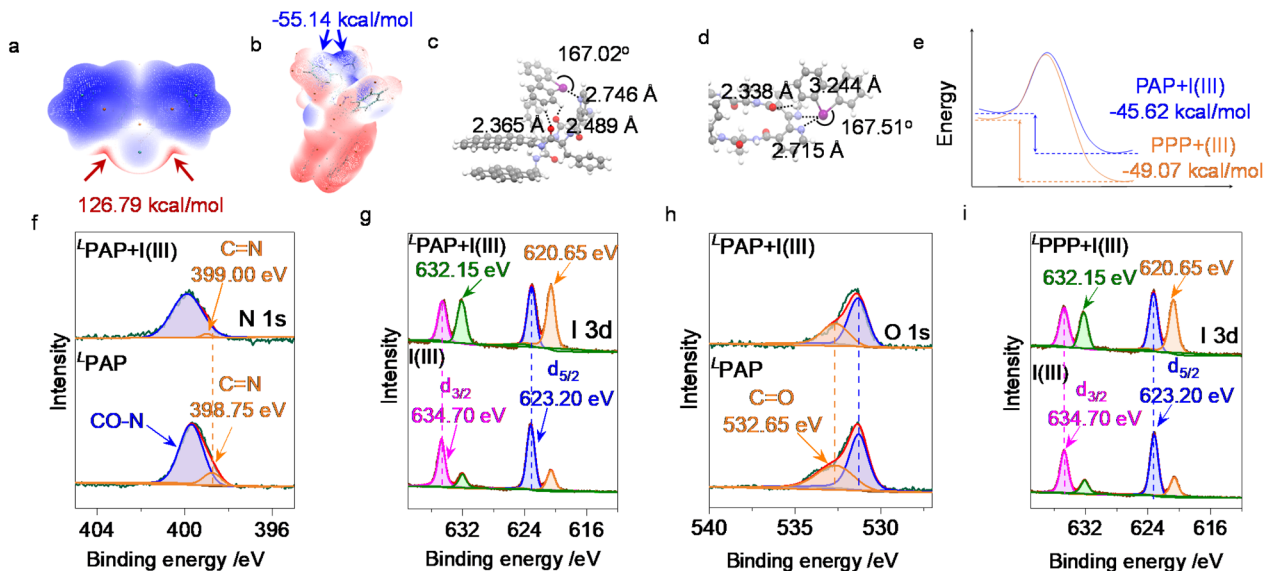 a
126.79 kcal/mol
b
-55.14 kcal/mol
c
167.02º
2.746 Å
2.365 Å
2.489 Å
d
2.338 Å
3.244 Å
167.51º
2.715 Å
e
Energy
PAP+I(III)
-45.62 kcal/mol
PPP+(III)
-49.07 kcal/mol
f
Intensity
LPAP+I(III)
C=N
399.00 eV
N 1s
LPAP
C=N
398.75 eV
CO-N
404 400 396
Binding energy /eV
g
Intensity
LPAP+I(III)
632.15 eV
620.65 eV
I 3d
I(III)
d3/2
634.70 eV
d5/2
623.20 eV
632 624 616
Binding energy /eV
h
Intensity
LPAP+I(III)
O 1s
LPAP
C=O
532.65 eV
540 535 530
Binding energy /eV
i
Intensity
LPPP+I(III)
632.15 eV
620.65 eV
I 3d
I(III)
d3/2
634.70 eV
d5/2
623.20 eV
632 624 616
Binding energy /eV